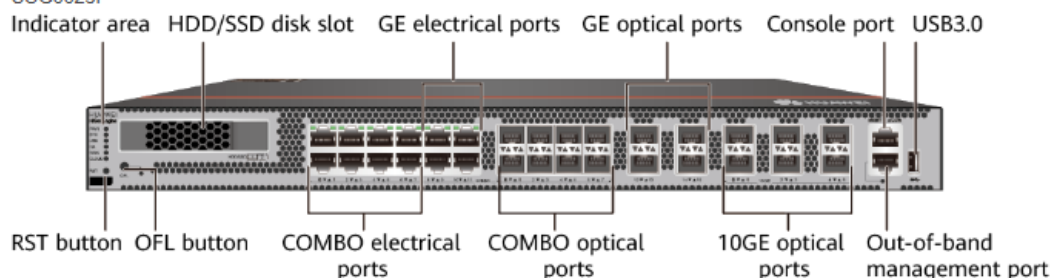 Indicator area HDD/SSD disk slot GE electrical ports GE optical ports Console port USB3.0
RST button OFL button COMBO electrical ports COMBO optical ports 10GE optical ports Out-of-band management port